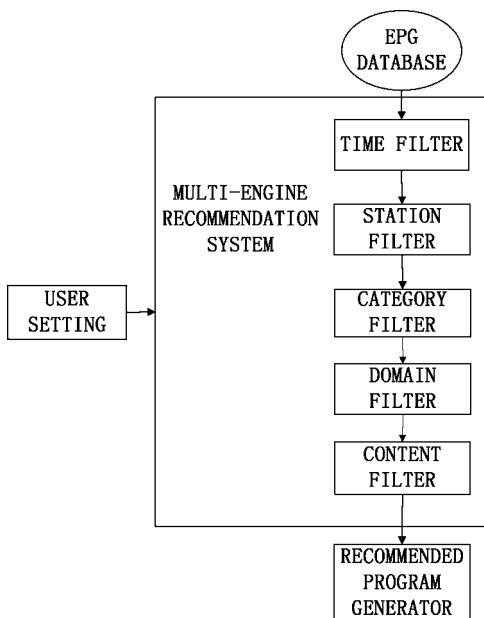 EPG
DATABASE
TIME FILTER
MULTI-ENGINE
RECOMMENDATION
SYSTEM
STATION
FILTER
USER
SETTING
CATEGORY
FILTER
DOMAIN
FILTER
CONTENT
FILTER
RECOMMENDED
PROGRAM
GENERATOR